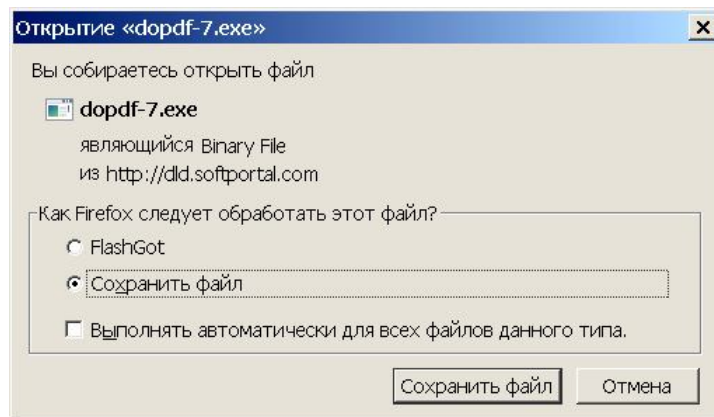 Открытие «dopdf-7.exe»
Вы собираетесь открыть файл
dopdf-7.exe
являющийся Binary File
из http://dld.softportal.com
Как Firefox следует обработать этот файл?
FlashGot
Сохранить файл
Выполнять автоматически для всех файлов данного типа.
Сохранить файл Отмена